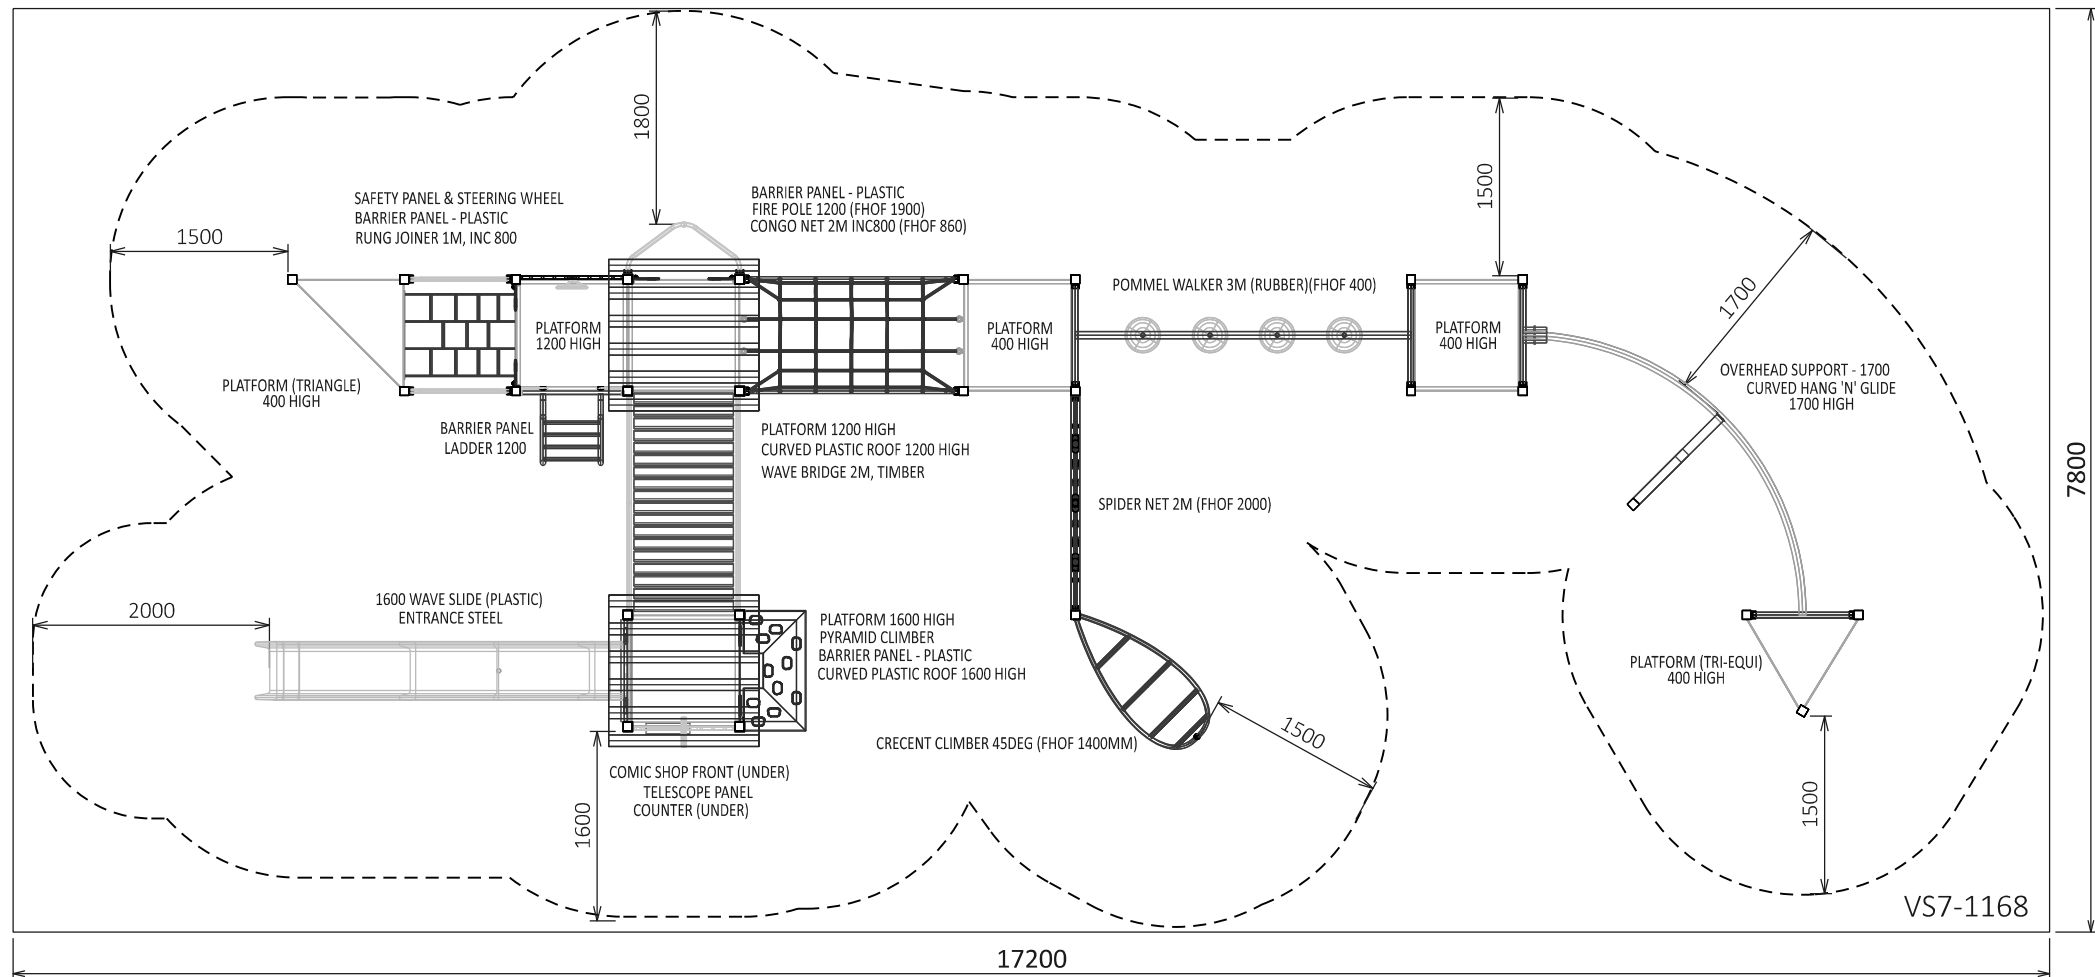 1800
1500
SAFETY PANEL & STEERING WHEEL
BARRIER PANEL - PLASTIC
RUNG JOINER 1M, INC 800
BARRIER PANEL - PLASTIC
FIRE POLE 1200 (FHOF 1900)
CONGO NET 2M INC800 (FHOF 860)
1500
POMMEL WALKER 3M (RUBBER)(FHOF 400)
1700
PLATFORM
1200 HIGH
PLATFORM
400 HIGH
PLATFORM
400 HIGH
PLATFORM (TRIANGLE)
400 HIGH
OVERHEAD SUPPORT - 1700
CURVED HANG 'N' GLIDE
1700 HIGH
BARRIER PANEL
LADDER 1200
PLATFORM 1200 HIGH
CURVED PLASTIC ROOF 1200 HIGH
WAVE BRIDGE 2M, TIMBER
7800
SPIDER NET 2M (FHOF 2000)
2000
1600 WAVE SLIDE (PLASTIC)
ENTRANCE STEEL
PLATFORM 1600 HIGH
PYRAMID CLIMBER
BARRIER PANEL - PLASTIC
CURVED PLASTIC ROOF 1600 HIGH
PLATFORM (TRI-EQUI)
400 HIGH
CRECENT CLIMBER 45DEG (FHOF 1400MM)
1500
COMIC SHOP FRONT (UNDER)
TELESCOPE PANEL
COUNTER (UNDER)
1600
1500
VS7-1168
17200